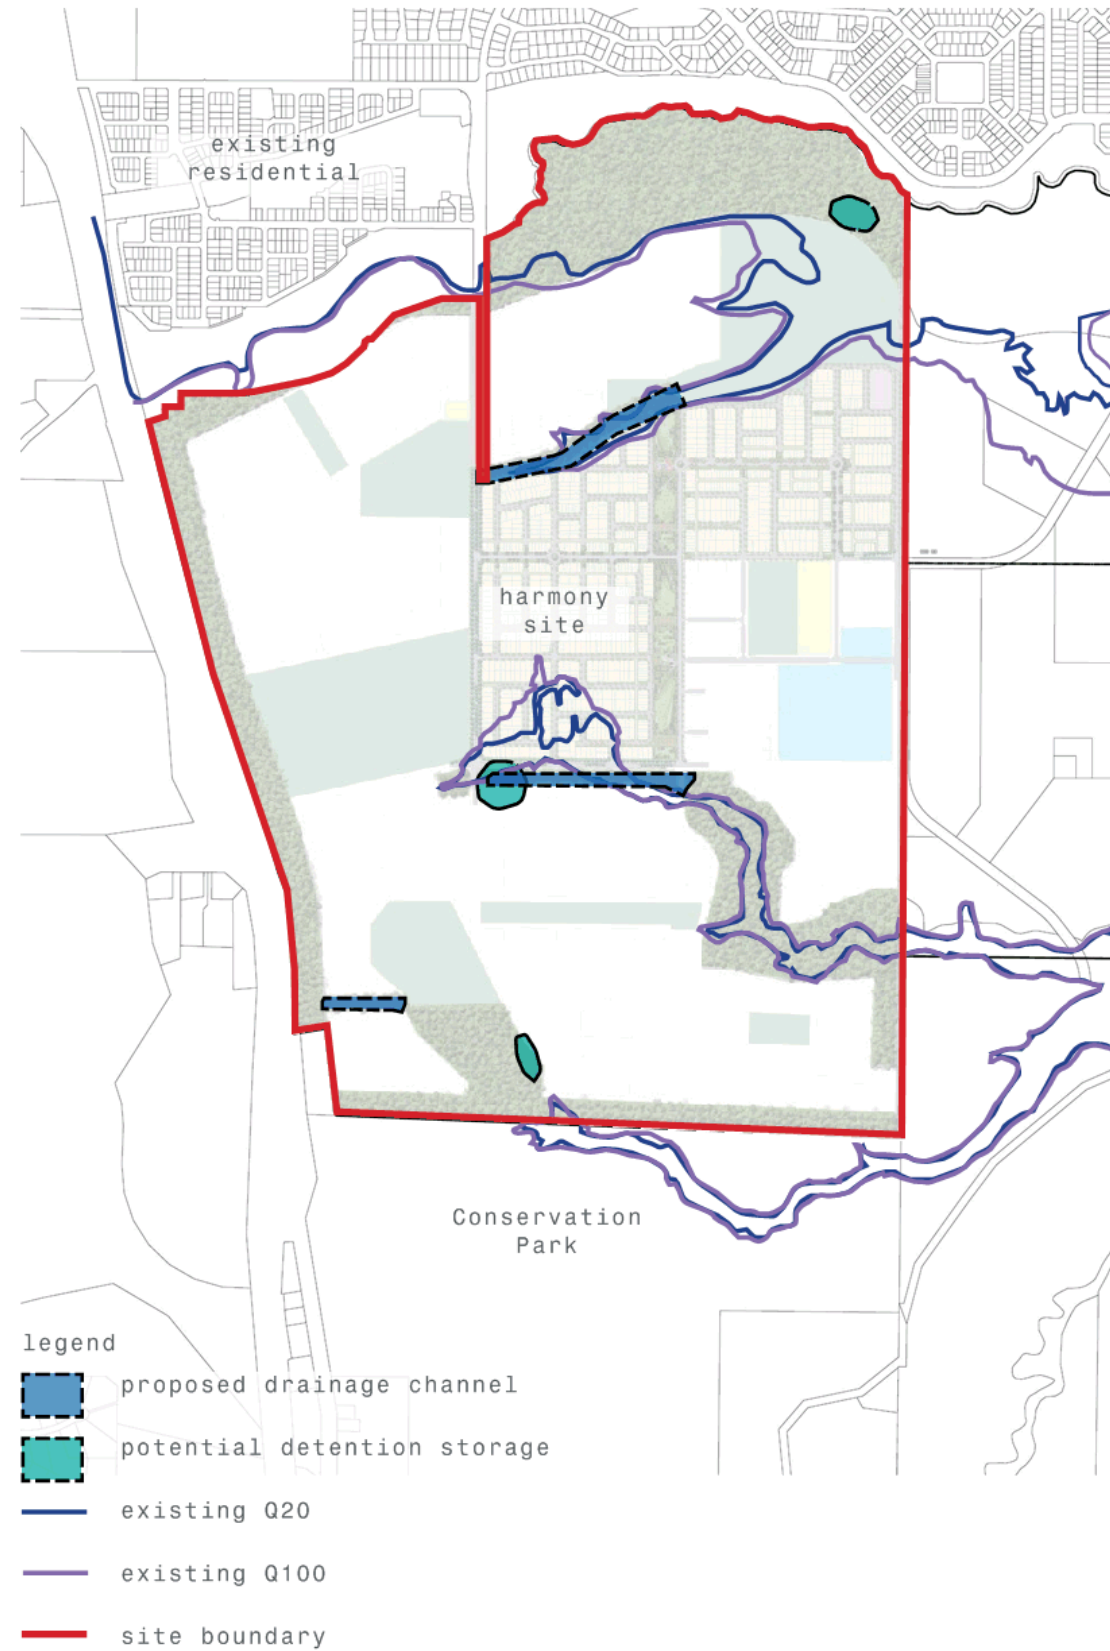 existing
residential
harmony
site
Conservation
Park
legend
proposed drainage channel
potential detention storage
existing Q20
existing Q100
site boundary